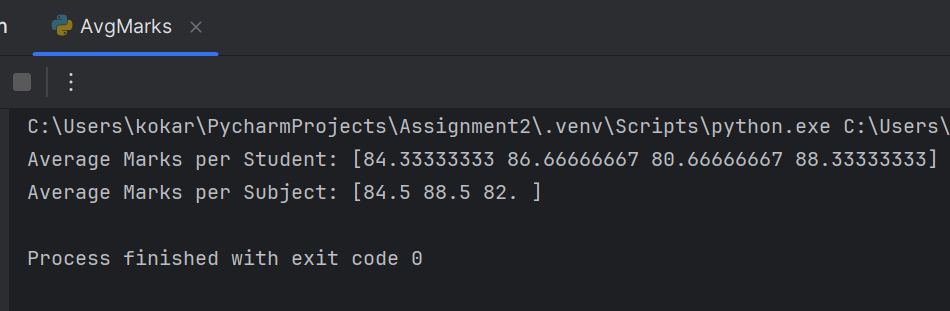 n AvgMarks
C:\Users\kokar\PycharmProjects\Assignment2\.venv\Scripts\python.exe C:\Users\
Average Marks per Student: [84.33333333 86.66666667 80.66666667 88.33333333]
Average Marks per Subject: [84.5 88.5 82. ]
Process finished with exit code 0